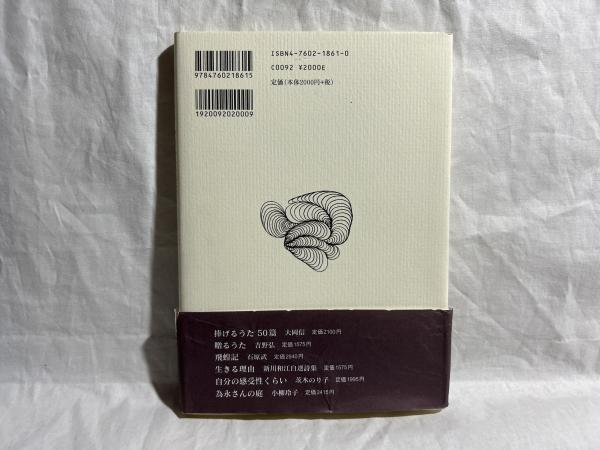 ISBN4-7602-1861-0
C0092 ¥2000E
定価(本体2000円+税)
9784760218615
1920092020009
捧げるうた 50篇 大岡信 定価2100円
贈るうた 吉野弘 定価1575円
飛蝗記 石原武 定価2940円
生きる理由 新川和江自選詩集 定価1575円
自分の感受性くらい 茨木のり子 定価1995円
為永さんの庭 小柳玲子 定価2415円